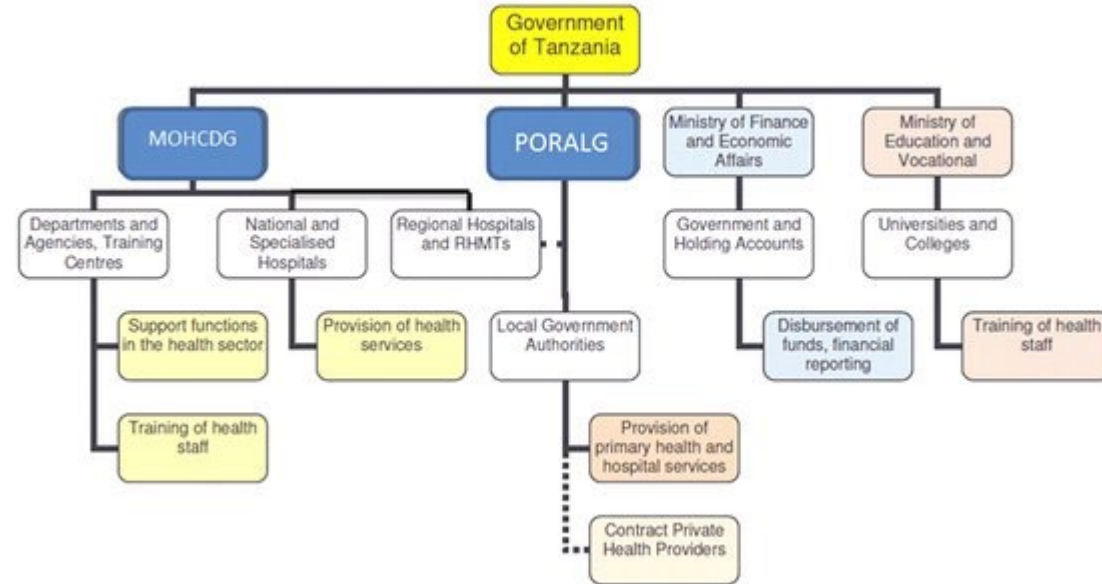 Government
of Tanzania
MOHCDG
PORALG
Ministry of Finance
and Economic
Affairs
Ministry of
Education and
Vocational
Departments and
Agencies, Training
Centres
National and
Specialised
Hospitals
Regional Hospitals
and RHMTs
Government and
Holding Accounts
Universities and
Colleges
Support functions
in the health sector
Provision of health
services
Local Government
Authorities
Disbursement of
funds, financial
reporting
Training of health
staff
Training of health
staff
Provision of
primary health and
hospital services
Contract Private
Health Providers